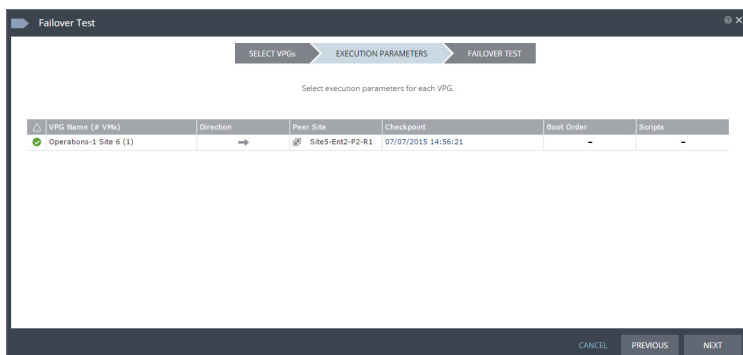 Failover Test
SELECT VPGs EXECUTION PARAMETERS FAILOVER TEST
Select execution parameters for each VPG.
VPG Name (# VMs) Direction Peer Site Checkpoint Boot Order Scripts
Operations-1 Site 6 (1) Site5-Ent2-P2-R1 07/07/2015 14:56:21 - -
CANCEL PREVIOUS NEXT